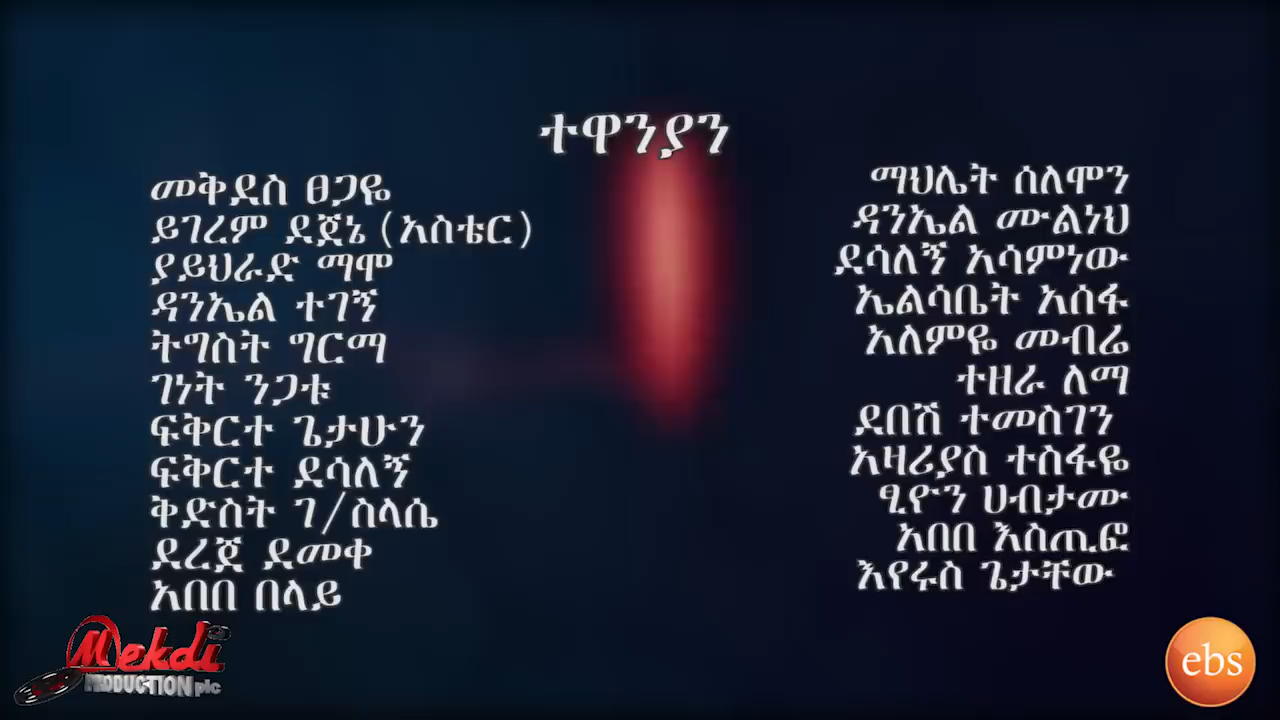 ተዋንያን
መቅደስ ፀጋዬ
ይገረም ደጀኔ (አስቴር)
ያይህራድ ማሞ
ዳንኤል ተገኝ
ትግስት ግርማ
ገነት ንጋቱ
ፍቅርተ ጌታሁን
ፍቅርተ ደሳለኝ
ቅድስት ገ/ስላሴ
ደረጀ ደመቀ
አበበ በላይ
ማህሌት ሰለሞን
ዳንኤል ሙልነህ
ደሳለኝ አሳምነው
ኤልሳቤት አሰፋ
አለምዬ መብሬ
ተዘራ ለማ
ደበሽ ተመስገን
አዛሪያስ ተስፋዬ
ፂዮን ሀብታሙ
አበበ እስጢፎ
እየሩስ ጌታቸው
Mekdi
PRODUCTION plc
ebs